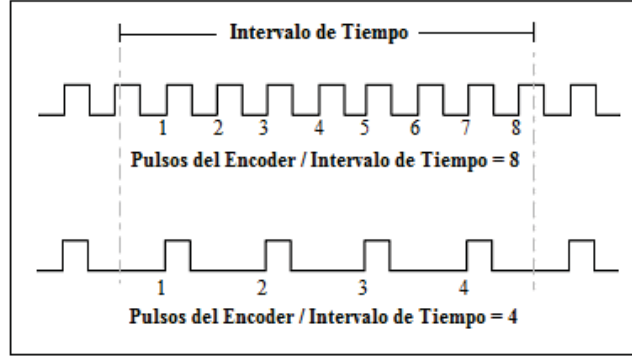 Intervalo de Tiempo
1 2 3 4 5 6 7 8
Pulsos del Encoder / Intervalo de Tiempo = 8
1 2 3 4
Pulsos del Encoder / Intervalo de Tiempo = 4